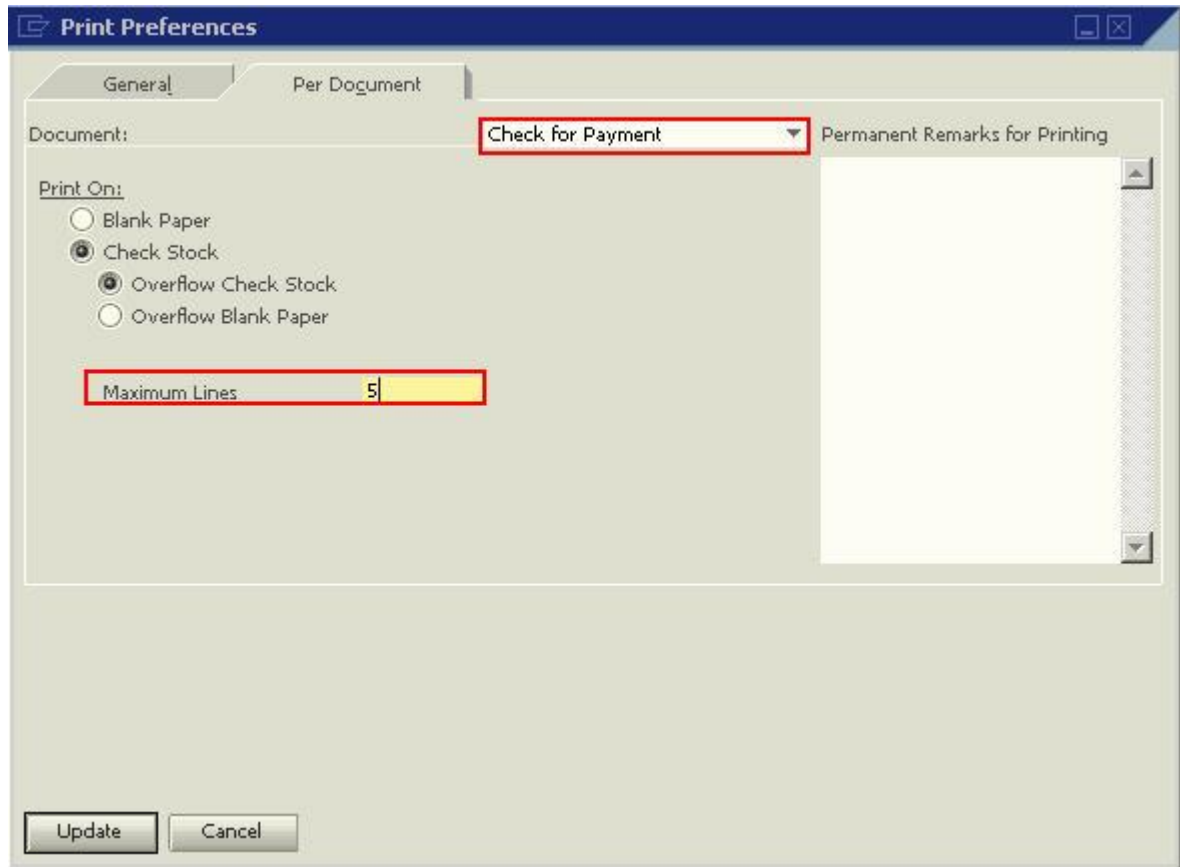 Print Preferences
General
Per Document
Document:
Check for Payment
Permanent Remarks for Printing
Print On:
Blank Paper
Check Stock
Overflow Check Stock
Overflow Blank Paper
Maximum Lines 5
Update
Cancel